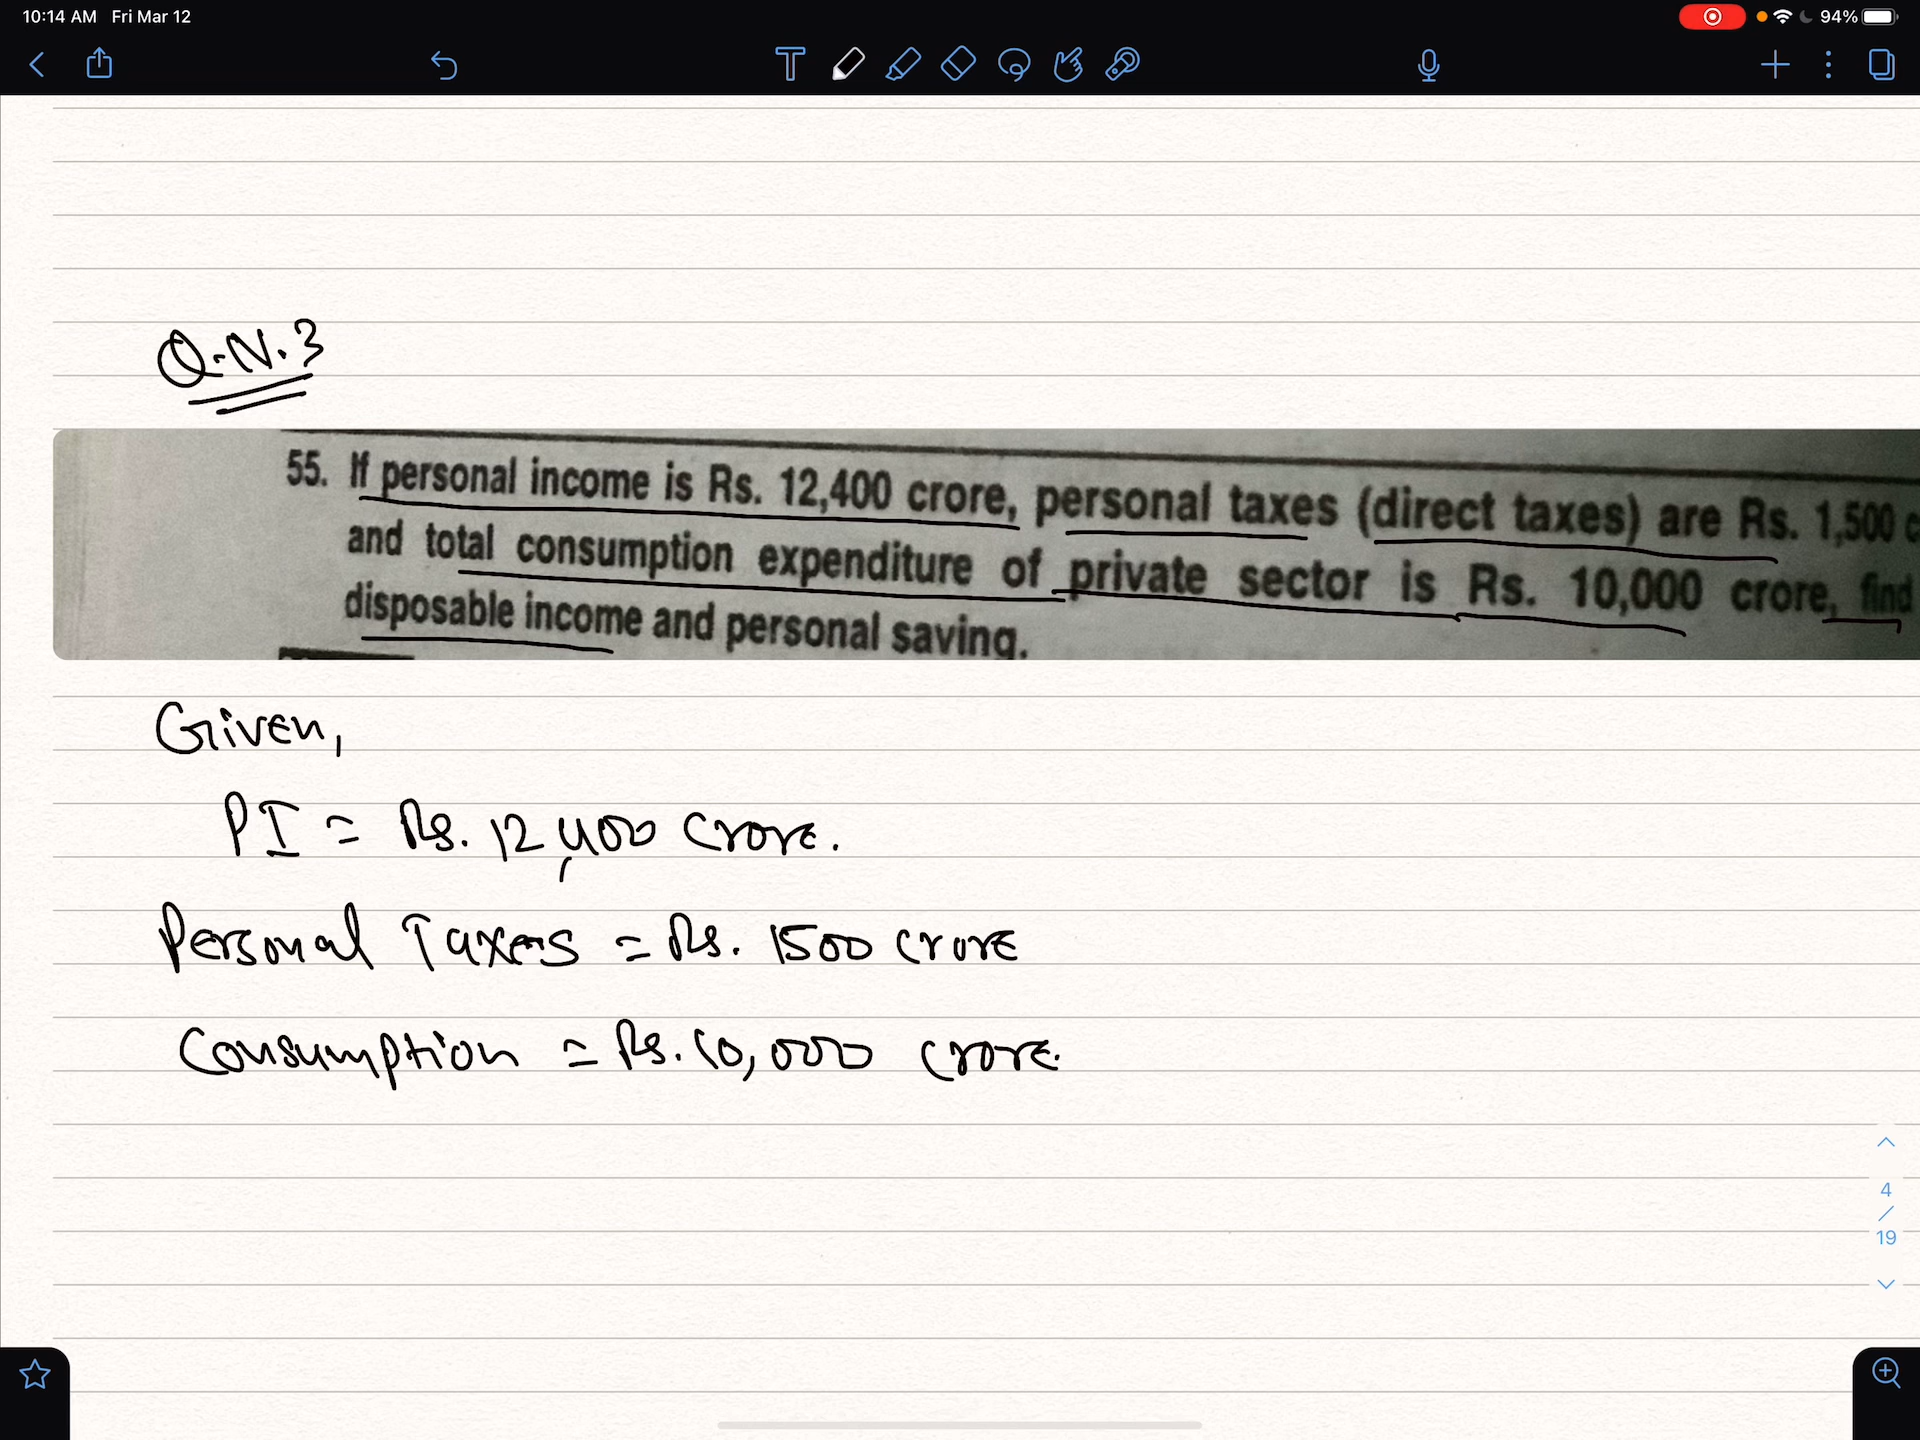 10:14 AM Fri Mar 12
94%
Q.N.3
55. If personal income is Rs. 12,400 crore, personal taxes (direct taxes) are Rs. 1,500 c
and total consumption expenditure of private sector is Rs. 10,000 crore, find
disposable income and personal saving.
Given,
PI = Rs. 12,400 crore.
Personal Taxes = Rs. 1500 crore
Consumption = Rs. 10,000 crore.
4
/
19